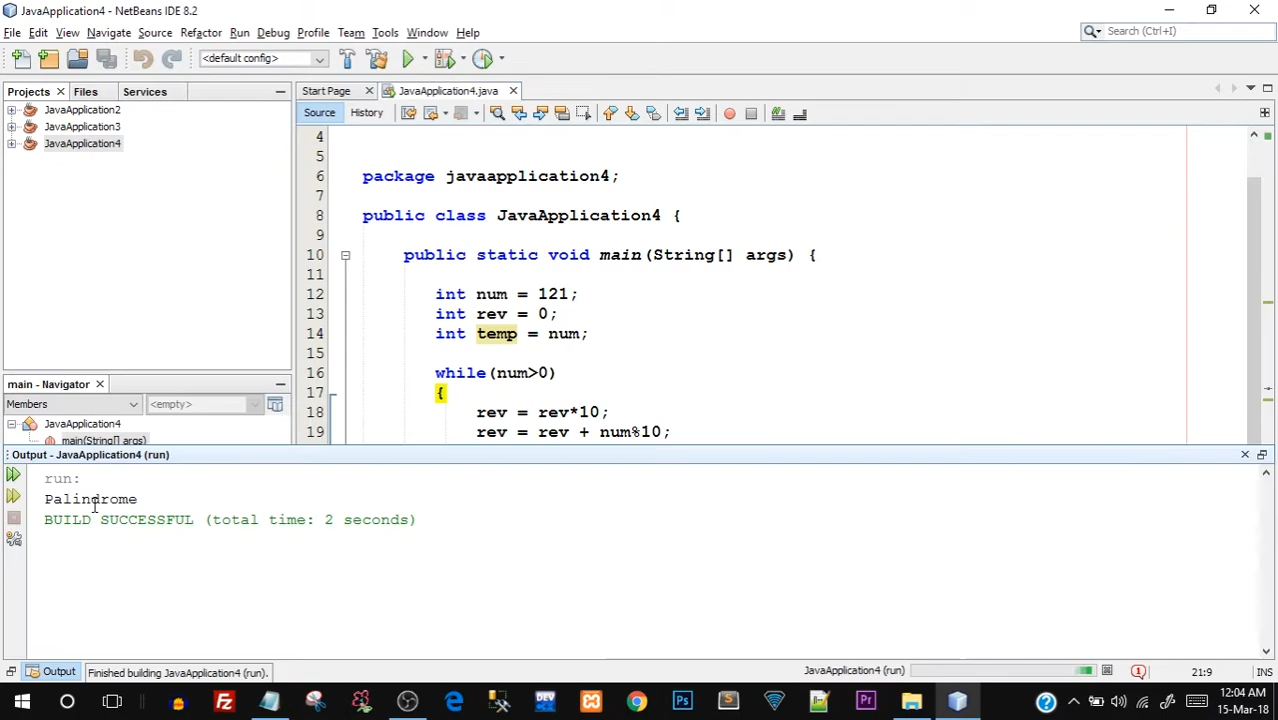 JavaApplication4 - NetBeans IDE 8.2
File Edit View Navigate Source Refactor Run Debug Profile Team Tools Window Help
Search (Ctrl+I)
<default config>
Projects Files Services
Start Page JavaApplication4.java
JavaApplication2
JavaApplication3
JavaApplication4
Source History
4
5
6 package javaapplication4;
7
8 public class JavaApplication4 {
9
10 public static void main(String[] args) {
11
12 int num = 121;
13 int rev = 0;
14 int temp = num;
15
16 while(num>0)
17 {
18 rev = rev*10;
19 rev = rev + num%10;
main - Navigator
Members <empty>
JavaApplication4
main(String[] args)
Output - JavaApplication4 (run)
run:
Palindrome
BUILD SUCCESSFUL (total time: 2 seconds)
Output
Finished building JavaApplication4 (run).
JavaApplication4 (run)
1
21:9 INS
Fz
DEV
Ps
S
Pr
12:04 AM
15-Mar-18